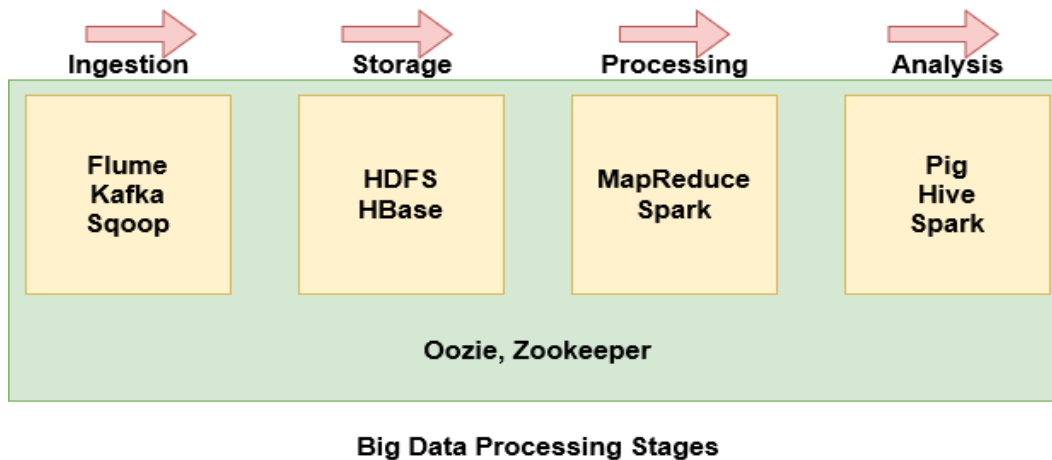 Ingestion
Storage
Processing
Analysis
Flume
Kafka
Sqoop
HDFS
HBase
MapReduce
Spark
Pig
Hive
Spark
Oozie, Zookeeper
Big Data Processing Stages